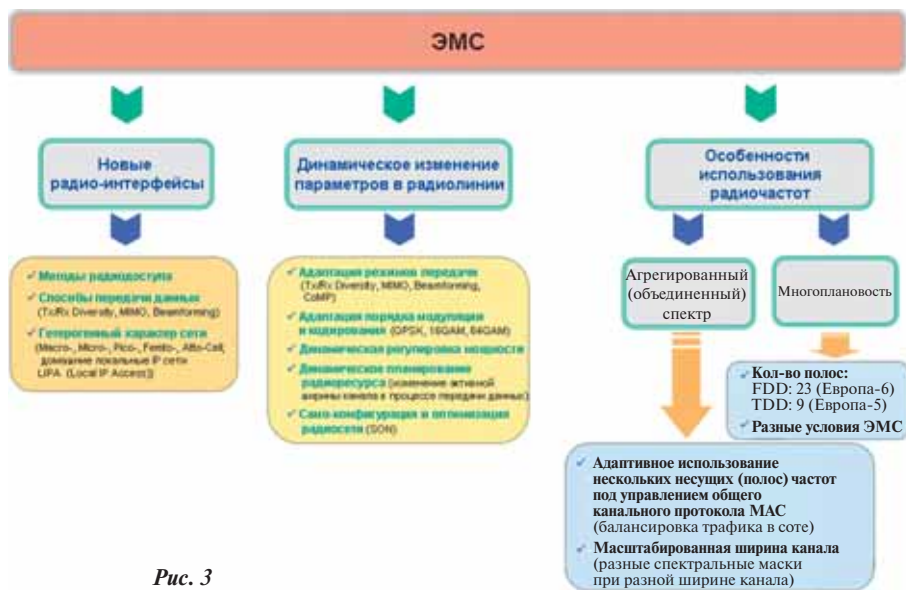 ЭМС
Новые
радио-интерфейсы
Динамическое изменение
параметров в радиолинии
Особенности
использования
радиочастот
✓ Методы радиодоступа
✓ Способы передачи данных
(Tx/Rx Diversity, MIMO, Beamforming)
✓ Гетерогенный характер сети
(Macro-, Micro-, Pico-, Femto-, Atto-Cell,
домашние локальные IP сети
LIPA (Local IP Access))
✓ Адаптация режимов передачи
(Tx/Rx Diversity, MIMO, Beamforming,
CoMP)
✓ Адаптация порядка модуляции
и кодирования (QPSK, 16QAM, 64QAM)
✓ Динамическая регулировка мощности
✓ Динамическое планирование
радиоресурса (изменение активной
ширины канала в процессе передачи данных)
✓ Само-конфигурация и оптимизация
радиосети (SON)
Агрегированный
(объединенный)
спектр
Многоплановость
✓ Кол-во полос:
FDD: 23 (Европа-6)
TDD: 9 (Европа-5)
✓ Разные условия ЭМС
✓ Адаптивное использование
нескольких несущих (полос) частот
под управлением общего
канального протокола MAC
(балансировка трафика в соте)
✓ Масштабированная ширина канала
(разные спектральные маски
при разной ширине канала)
Рис. 3